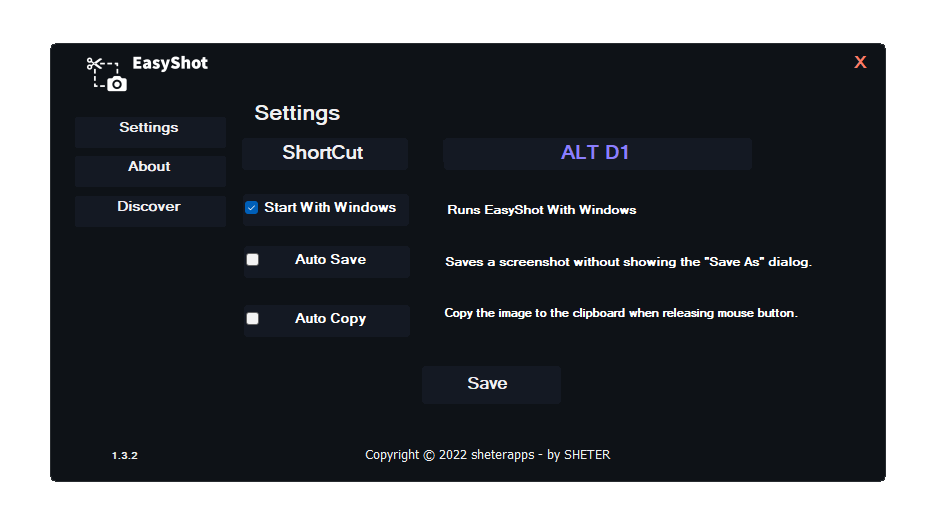 EasyShot
X
Settings
About
Discover
Settings
ShortCut
ALT D1
Start With Windows
Runs EasyShot With Windows
Auto Save
Saves a screenshot without showing the "Save As" dialog.
Auto Copy
Copy the image to the clipboard when releasing mouse button.
Save
1.3.2
Copyright © 2022 sheterapps - by SHETER